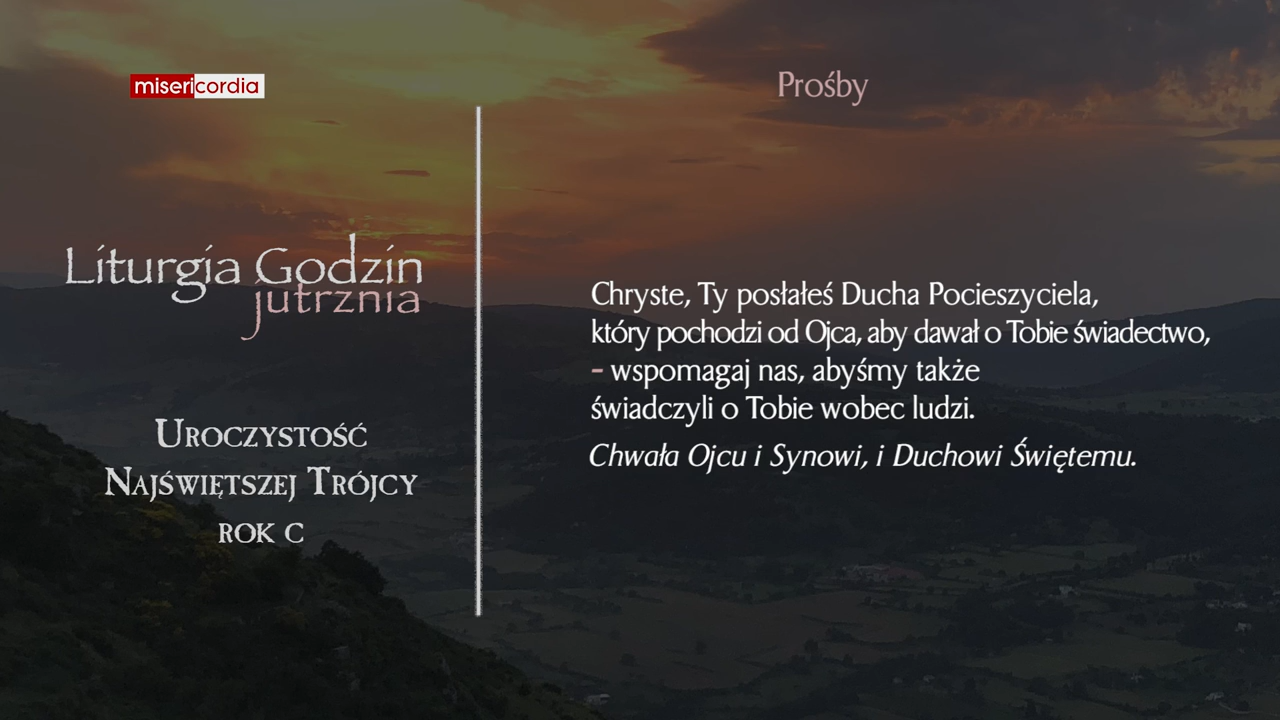 misericordia
Prośby
Liturgia Godzin
jutrznia
Uroczystość
Najświętszej Trójcy
rok C
Chryste, Ty posłałeś Ducha Pocieszyciela,
który pochodzi od Ojca, aby dawał o Tobie świadectwo,
– wspomagaj nas, abyśmy także
świadczyli o Tobie wobec ludzi.
Chwała Ojcu i Synowi, i Duchowi Świętemu.